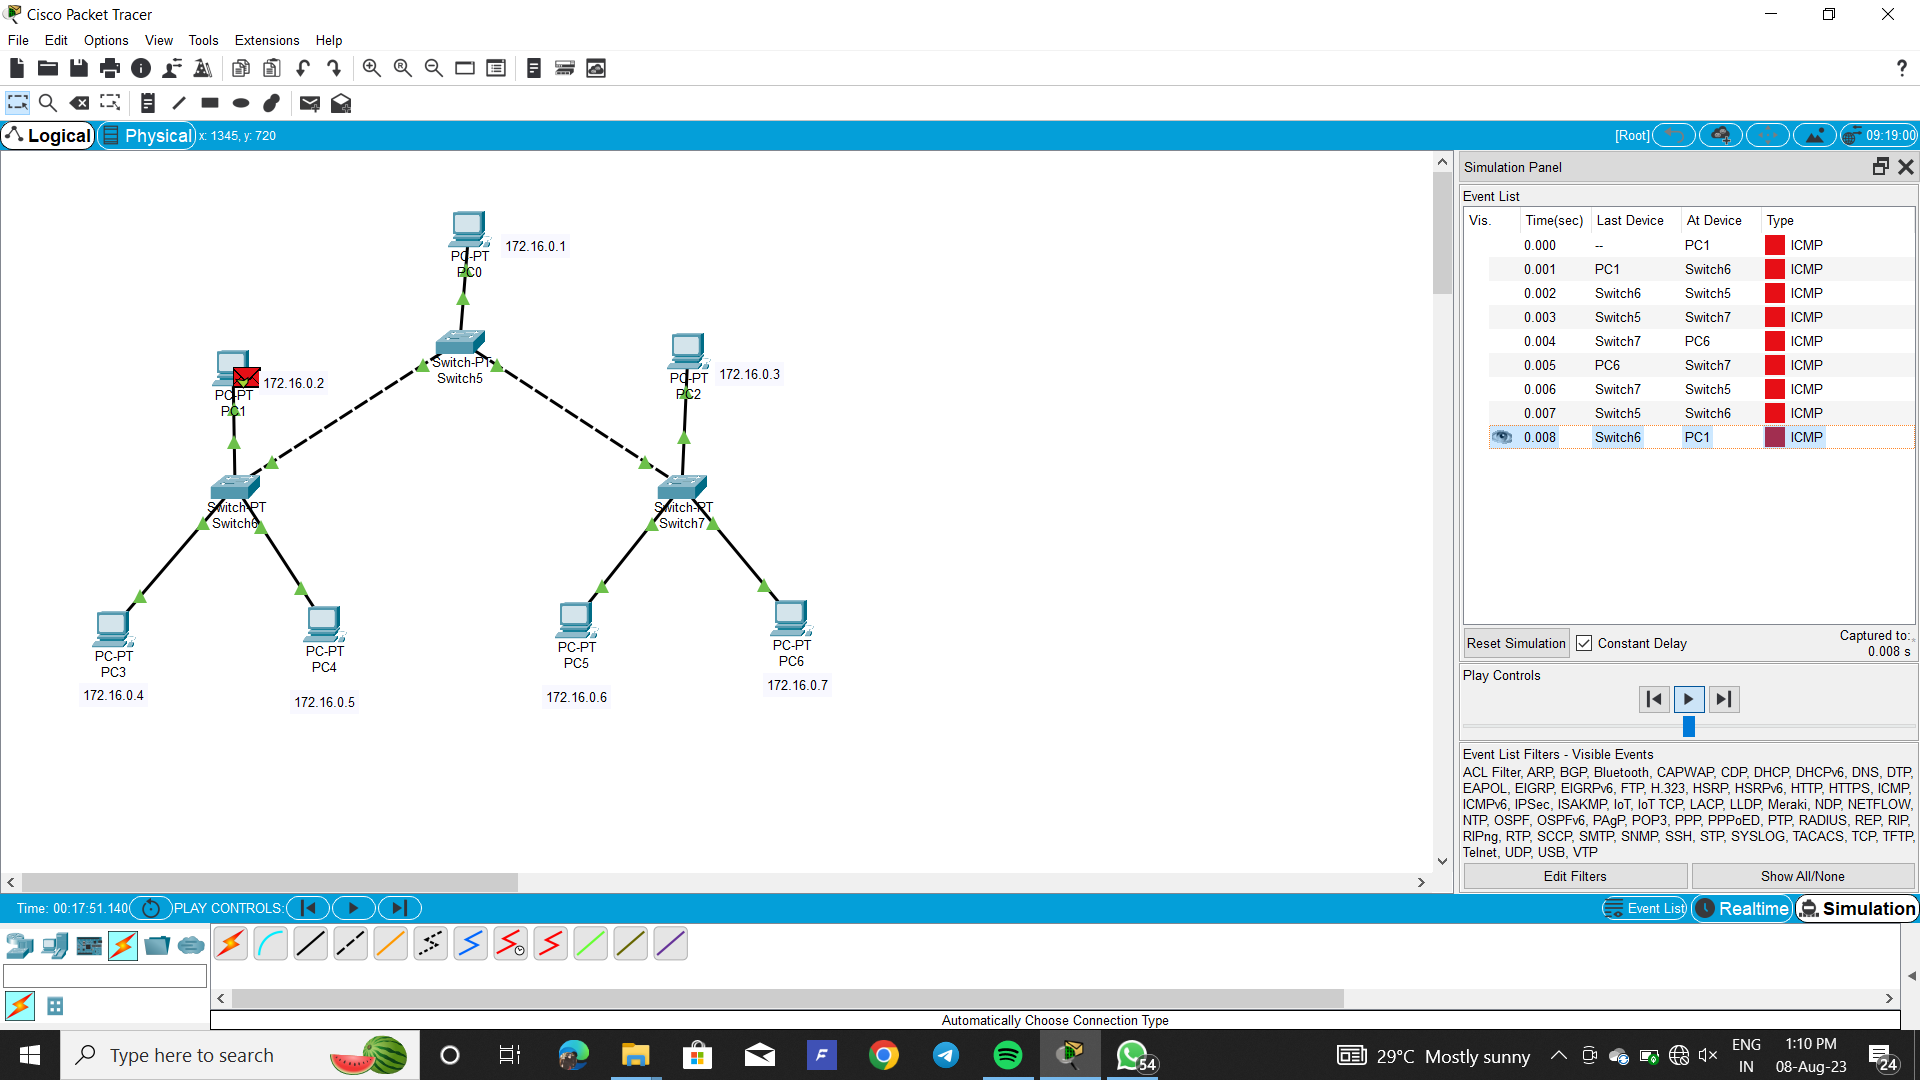 Cisco Packet Tracer
File Edit Options View Tools Extensions Help
?
Logical Physical x: 1345, y: 720 [Root] 09:19:00
172.16.0.1
PC-PT
PC0
Switch-PT
Switch5
172.16.0.2
PC-PT
PC1
172.16.0.3
PC-PT
PC2
Switch-PT
Switch6
Switch-PT
Switch7
PC-PT
PC3
172.16.0.4
PC-PT
PC4
172.16.0.5
PC-PT
PC5
172.16.0.6
PC-PT
PC6
172.16.0.7
Simulation Panel
Event List
Vis. Time(sec) Last Device At Device Type
0.000 -- PC1 ICMP
0.001 PC1 Switch6 ICMP
0.002 Switch6 Switch5 ICMP
0.003 Switch5 Switch7 ICMP
0.004 Switch7 PC6 ICMP
0.005 PC6 Switch7 ICMP
0.006 Switch7 Switch5 ICMP
0.007 Switch5 Switch6 ICMP
0.008 Switch6 PC1 ICMP
Reset Simulation Constant Delay
Captured to:
0.008 s
Play Controls
Event List Filters - Visible Events
ACL Filter, ARP, BGP, Bluetooth, CAPWAP, CDP, DHCP, DHCPv6, DNS, DTP,
EAPOL, EIGRP, EIGRPv6, FTP, H.323, HSRP, HSRPv6, HTTP, HTTPS, ICMP,
ICMPv6, IPSec, ISAKMP, IoT, IoT TCP, LACP, LLDP, Meraki, NDP, NETFLOW,
NTP, OSPF, OSPFv6, PAgP, POP3, PPP, PPPoED, PTP, RADIUS, REP, RIP,
RIPng, RTP, SCCP, SMTP, SNMP, SSH, STP, SYSLOG, TACACS, TCP, TFTP,
Telnet, UDP, USB, VTP
Edit Filters Show All/None
Time: 00:17:51.140 PLAY CONTROLS: Event List Realtime Simulation
Automatically Choose Connection Type
Type here to search
54
29°C Mostly sunny
ENG
IN
1:10 PM
08-Aug-23
24